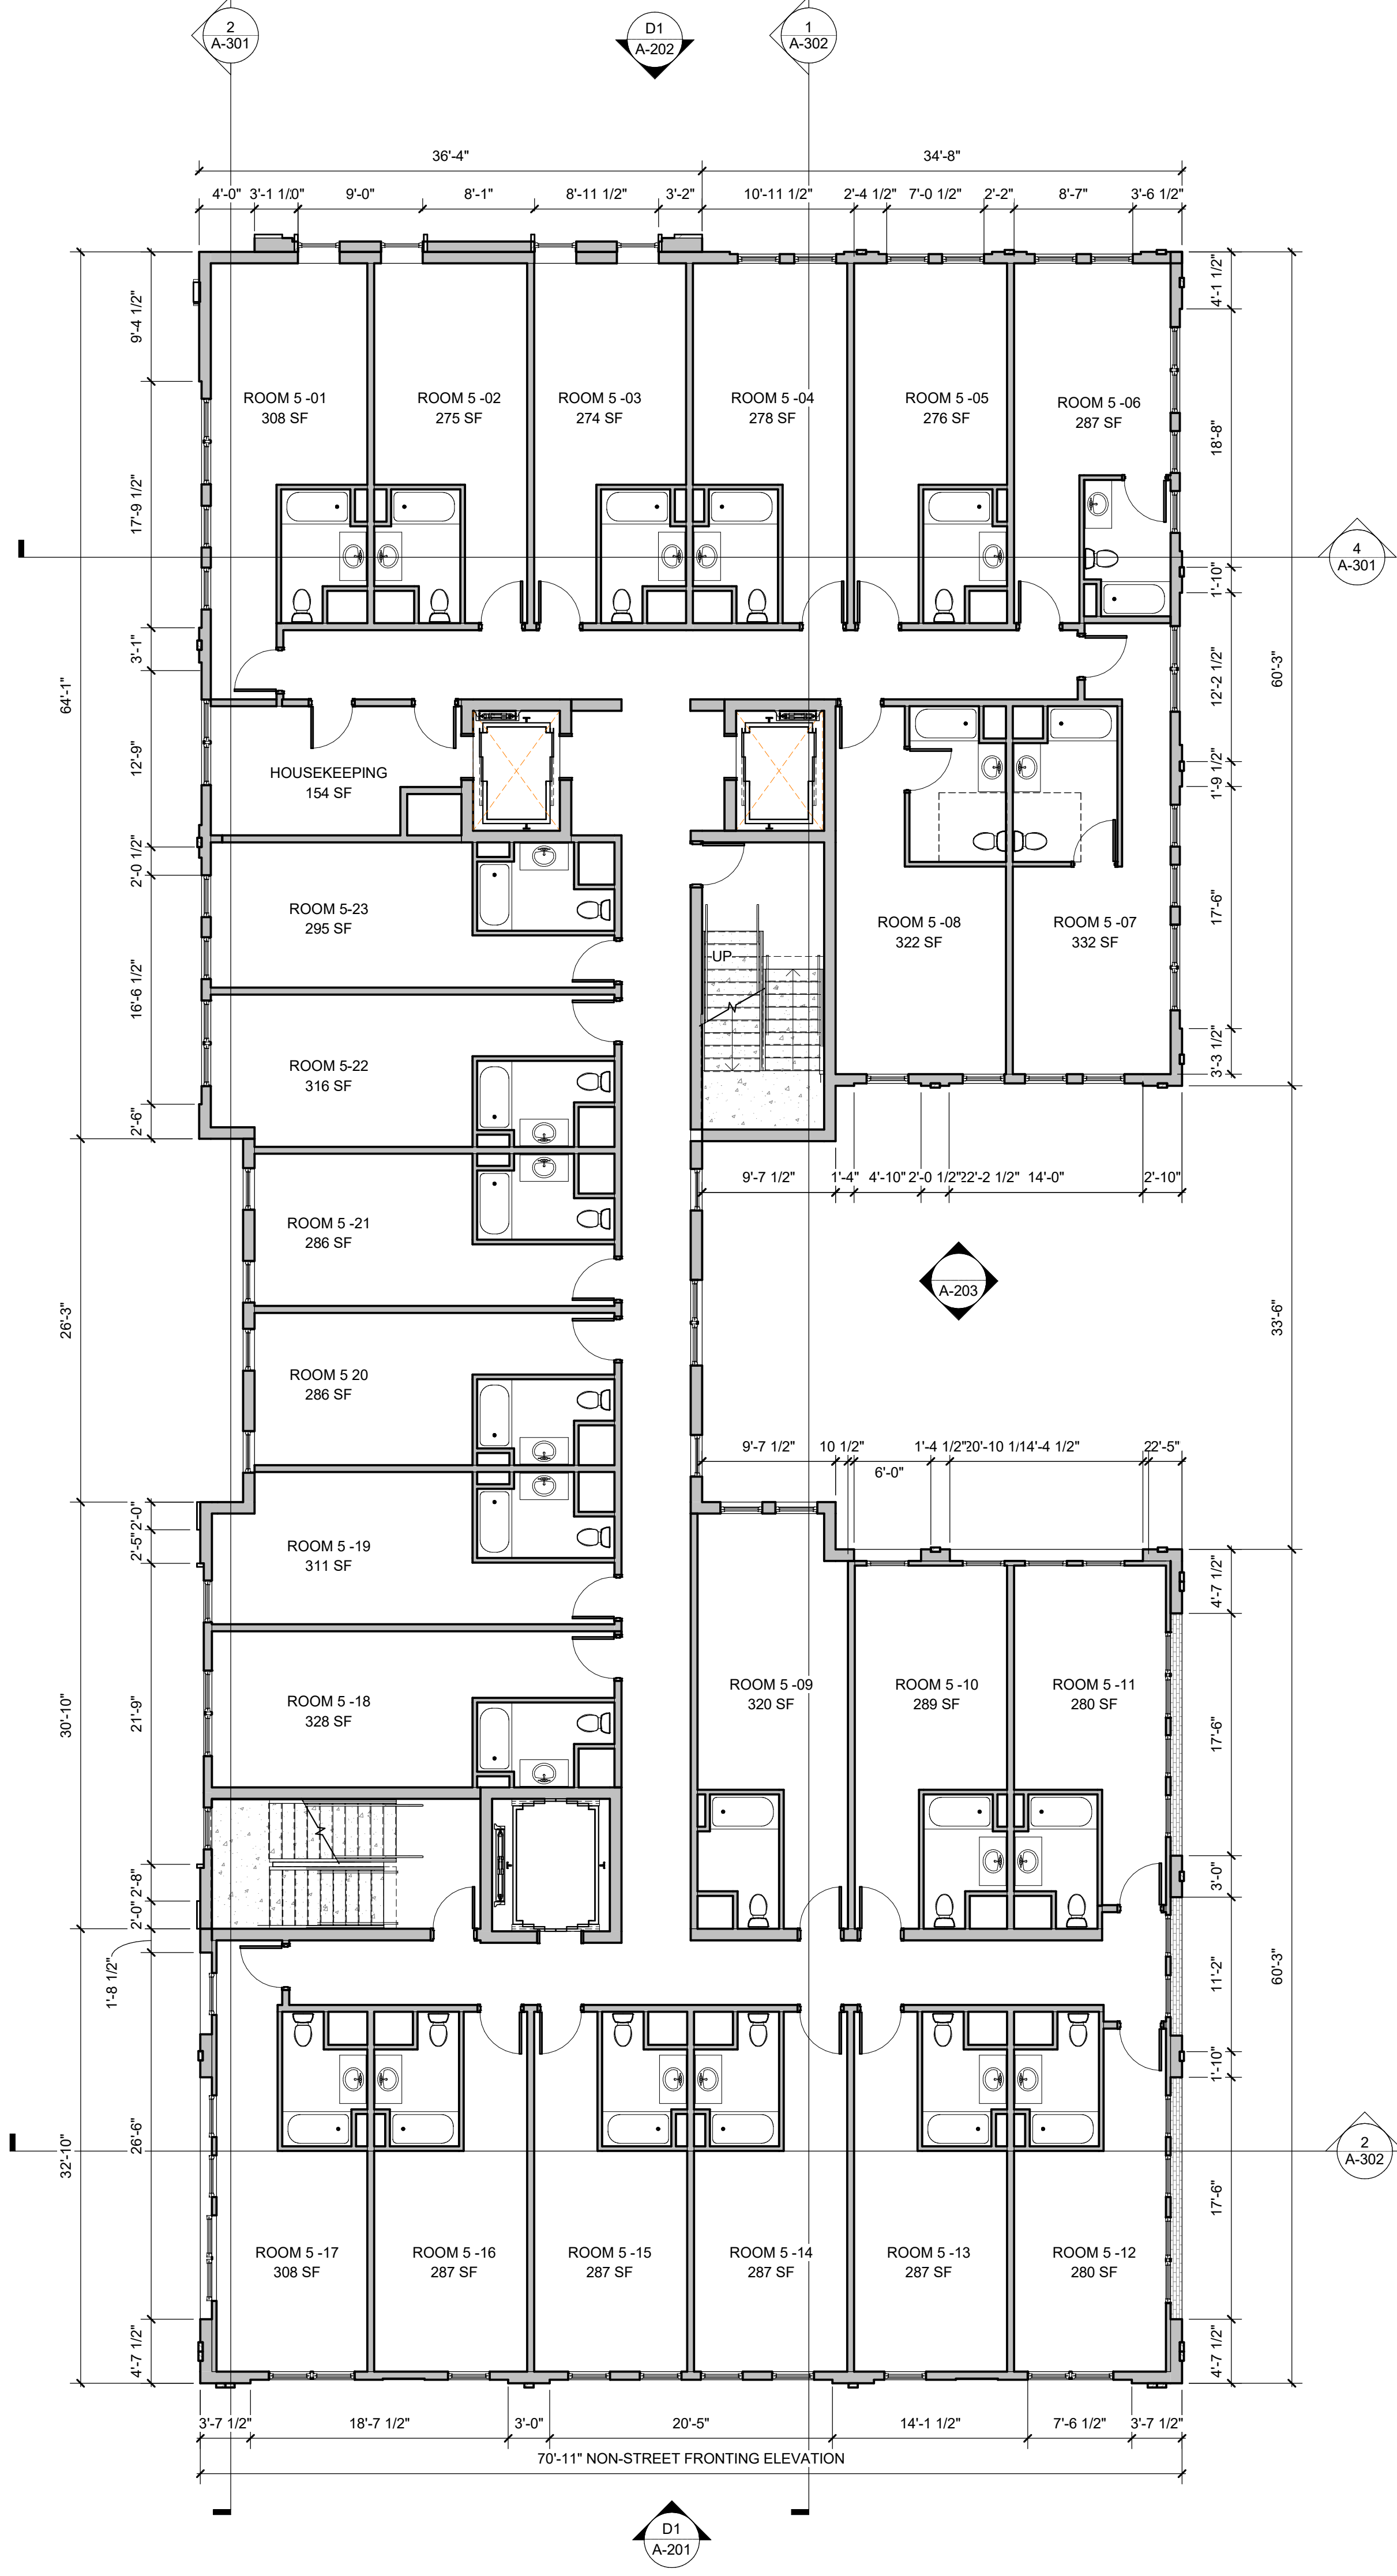 2
A-301
D1
A-202
1
A-302
36'-4"
34'-8"
4'-0"
9'-0"
8'-1"
8'-11 1/2"
3'-2"
10'-11 1/2"
2'-4 1/2"
7'-0 1/2"
2'-2"
8'-7"
3'-6 1/2"
9'-4 1/2"
17'-9 1/2"
3'-1"
64'-1"
12'-9"
2'-0 1/2"
16'-6 1/2"
2'-6"
26'-3"
2'-0"
2'-5"
30'-10"
21'-9"
2'-8"
2'-0"
1'-8 1/2"
32'-10"
26'-6"
4'-7 1/2"
ROOM 5 -01
308 SF
ROOM 5 -02
275 SF
ROOM 5 -03
274 SF
ROOM 5 -04
278 SF
ROOM 5 -05
276 SF
ROOM 5 -06
287 SF
4'-1 1/2"
18'-8"
1'-10"
12'-2 1/2"
60'-3"
1'-9 1/2"
17'-6"
3'-3 1/2"
4
A-301
HOUSEKEEPING
154 SF
ROOM 5-23
295 SF
ROOM 5 -08
322 SF
ROOM 5 -07
332 SF
UP
ROOM 5-22
316 SF
9'-7 1/2"
1'-4"
4'-10"
2'-0 1/2"
22'-2 1/2"
14'-0"
2'-10"
ROOM 5 -21
286 SF
A-203
33'-6"
ROOM 5 20
286 SF
9'-7 1/2"
10 1/2"
6'-0"
1'-4 1/2"
14'-4 1/2"
22'-5"
ROOM 5 -19
311 SF
4'-7 1/2"
ROOM 5 -18
328 SF
ROOM 5 -09
320 SF
ROOM 5 -10
289 SF
ROOM 5 -11
280 SF
17'-6"
3'-0"
11'-2"
60'-3"
1'-10"
17'-6"
4'-7 1/2"
2
A-302
ROOM 5 -17
308 SF
ROOM 5 -16
287 SF
ROOM 5 -15
287 SF
ROOM 5 -14
287 SF
ROOM 5 -13
287 SF
ROOM 5 -12
280 SF
3'-7 1/2"
18'-7 1/2"
3'-0"
20'-5"
14'-1 1/2"
7'-6 1/2"
3'-7 1/2"
70'-11" NON-STREET FRONTING ELEVATION
D1
A-201